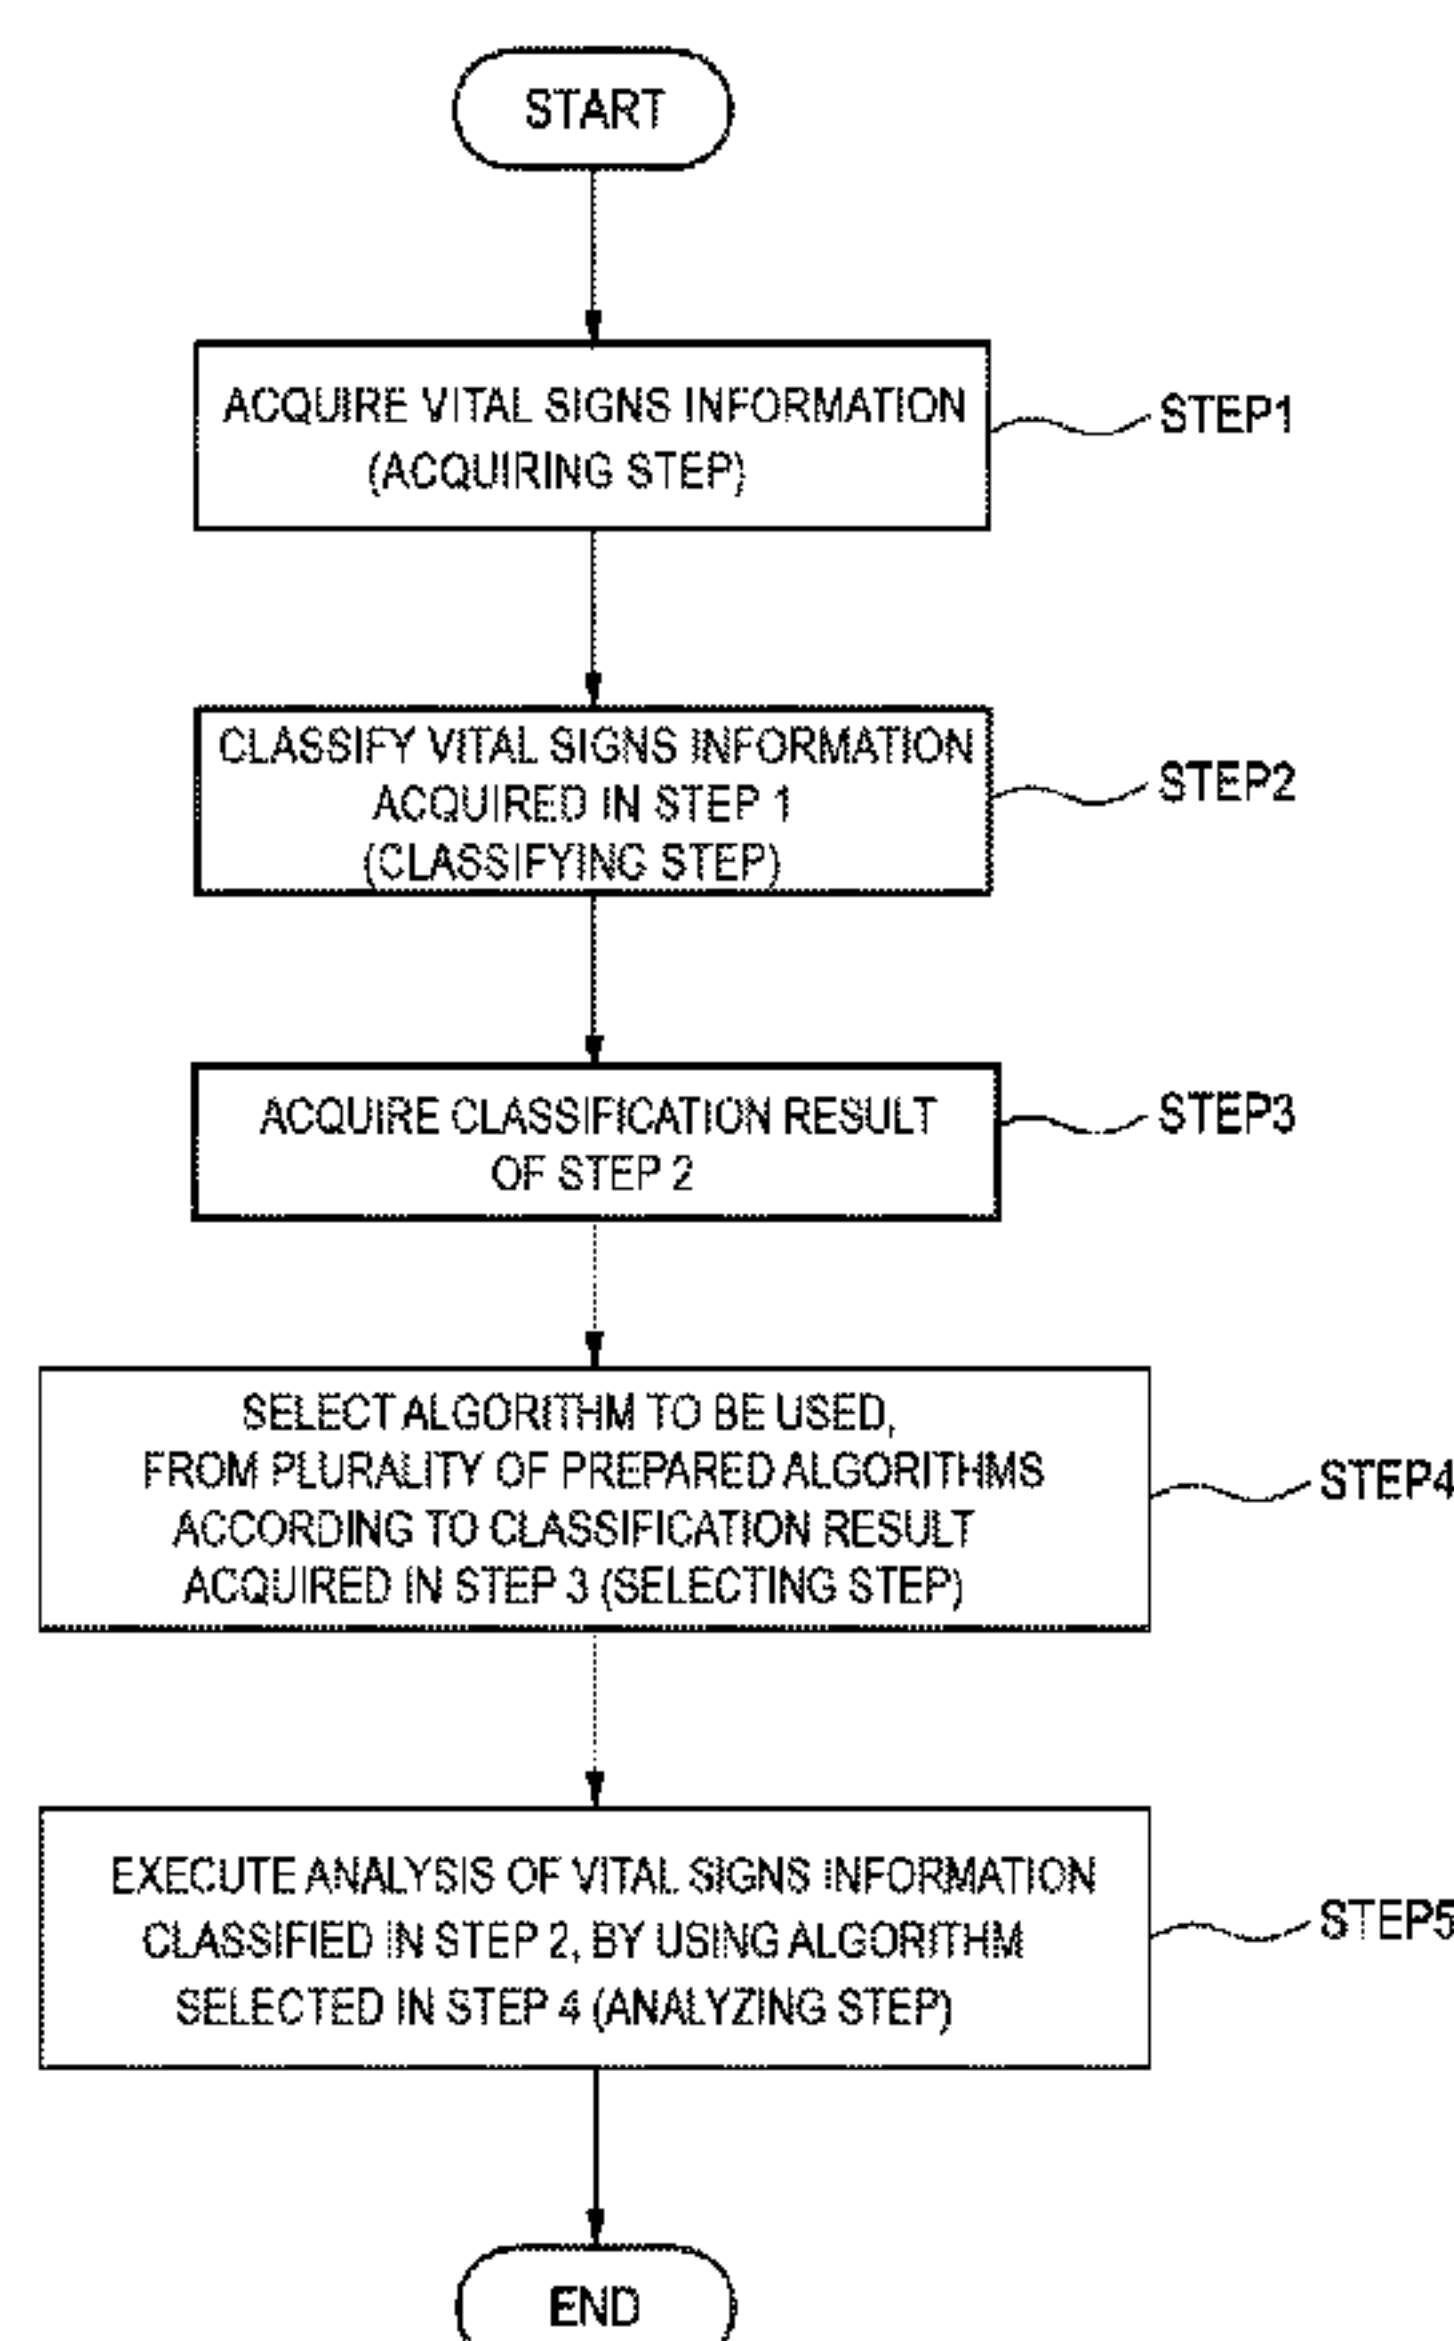 START
ACQUIRE VITAL SIGNS INFORMATION
(ACQUIRING STEP)
STEP1
CLASSIFY VITAL SIGNS INFORMATION
ACQUIRED IN STEP 1
(CLASSIFYING STEP)
STEP2
ACQUIRE CLASSIFICATION RESULT
OF STEP 2
STEP3
SELECT ALGORITHM TO BE USED,
FROM PLURALITY OF PREPARED ALGORITHMS
ACCORDING TO CLASSIFICATION RESULT
ACQUIRED IN STEP 3 (SELECTING STEP)
STEP4
EXECUTE ANALYSIS OF VITAL SIGNS INFORMATION
CLASSIFIED IN STEP 2, BY USING ALGORITHM
SELECTED IN STEP 4 (ANALYZING STEP)
STEP5
END